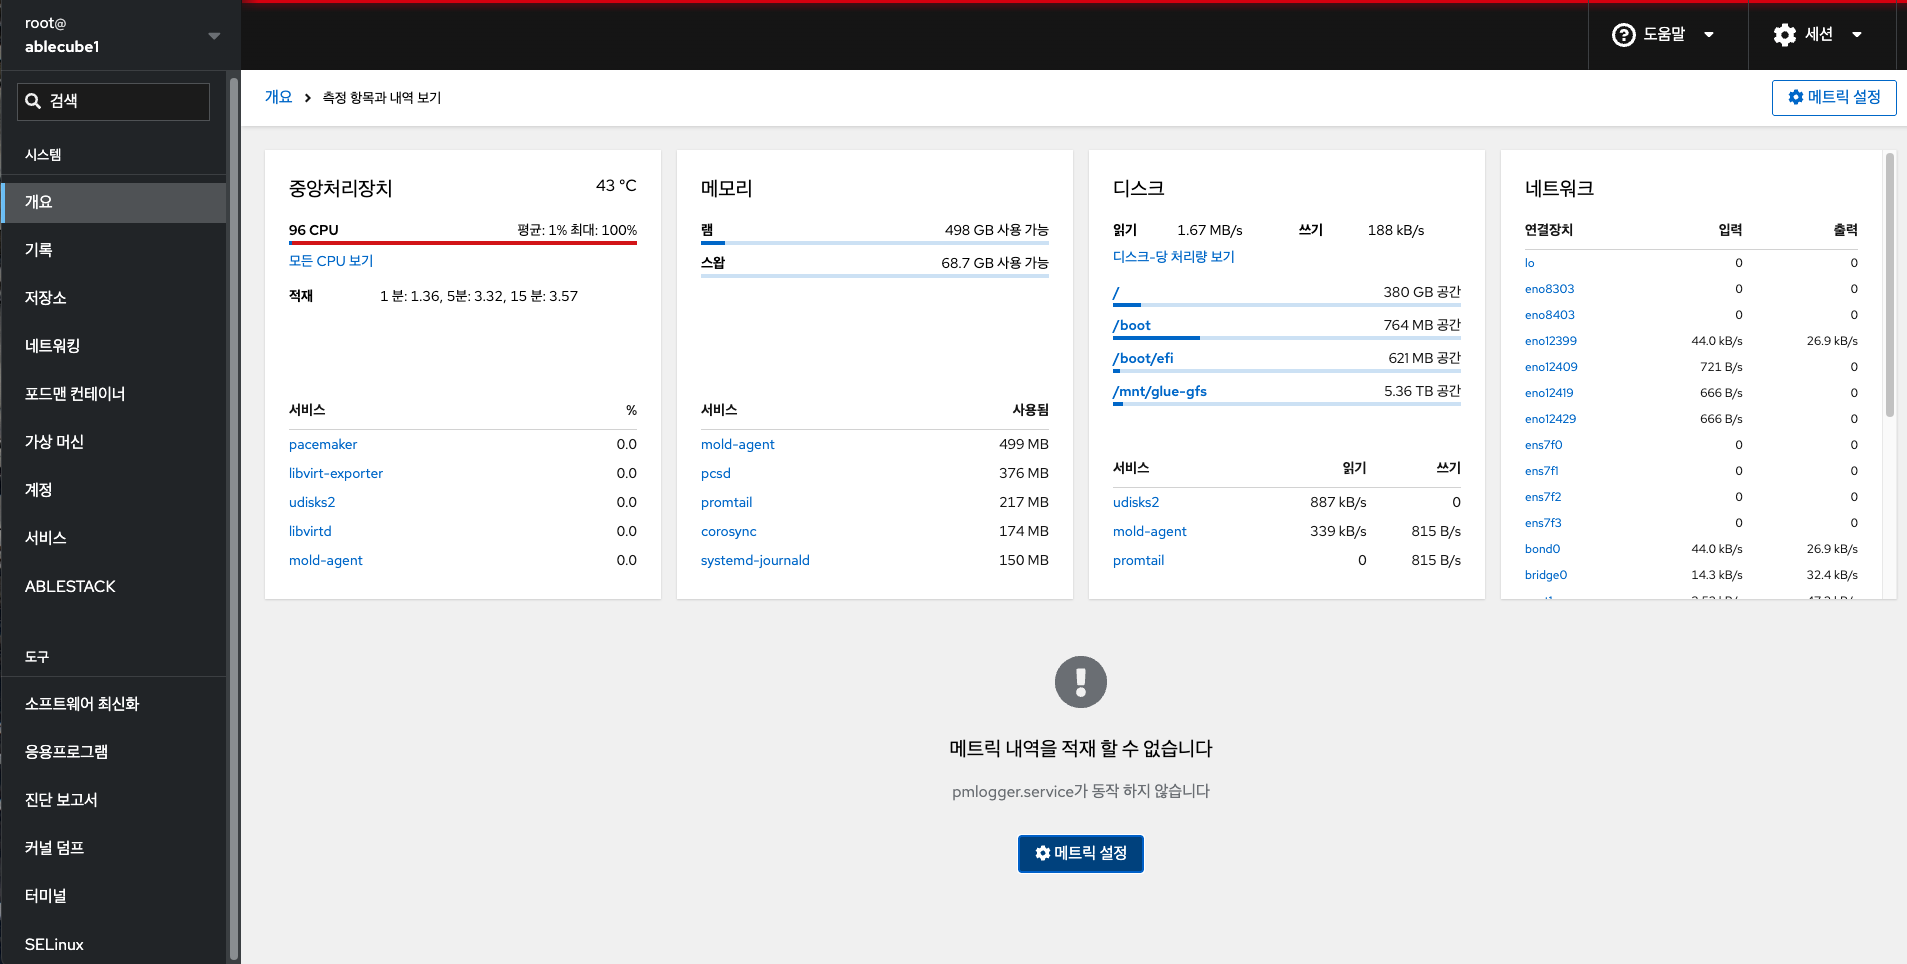 root@
ablecube1
도움말
세션
검색
시스템
개요
기록
저장소
네트워킹
포드맨 컨테이너
가상 머신
계정
서비스
ABLESTACK
도구
소프트웨어 최신화
응용프로그램
진단 보고서
커널 덤프
터미널
SELinux
개요 측정 항목과 내역 보기
메트릭 설정
중앙처리장치 43 °C
96 CPU 평균: 1% 최대: 100%
모든 CPU 보기
적재 1 분: 1.36, 5분: 3.32, 15 분: 3.57
서비스 %
pacemaker 0.0
libvirt-exporter 0.0
udisks2 0.0
libvirtd 0.0
mold-agent 0.0
메모리
램 498 GB 사용 가능
스왑 68.7 GB 사용 가능
서비스 사용됨
mold-agent 499 MB
pcsd 376 MB
promtail 217 MB
corosync 174 MB
systemd-journald 150 MB
디스크
읽기 1.67 MB/s 쓰기 188 kB/s
디스크-당 처리량 보기
/ 380 GB 공간
/boot 764 MB 공간
/boot/efi 621 MB 공간
/mnt/glue-gfs 5.36 TB 공간
서비스 읽기 쓰기
udisks2 887 kB/s 0
mold-agent 339 kB/s 815 B/s
promtail 0 815 B/s
네트워크
연결장치 입력 출력
lo 0 0
eno8303 0 0
eno8403 0 0
eno12399 44.0 kB/s 26.9 kB/s
eno12409 721 B/s 0
eno12419 666 B/s 0
eno12429 666 B/s 0
ens7f0 0 0
ens7f1 0 0
ens7f2 0 0
ens7f3 0 0
bond0 44.0 kB/s 26.9 kB/s
bridge0 14.3 kB/s 32.4 kB/s
메트릭 내역을 적재 할 수 없습니다
pmlogger.service가 동작 하지 않습니다
메트릭 설정